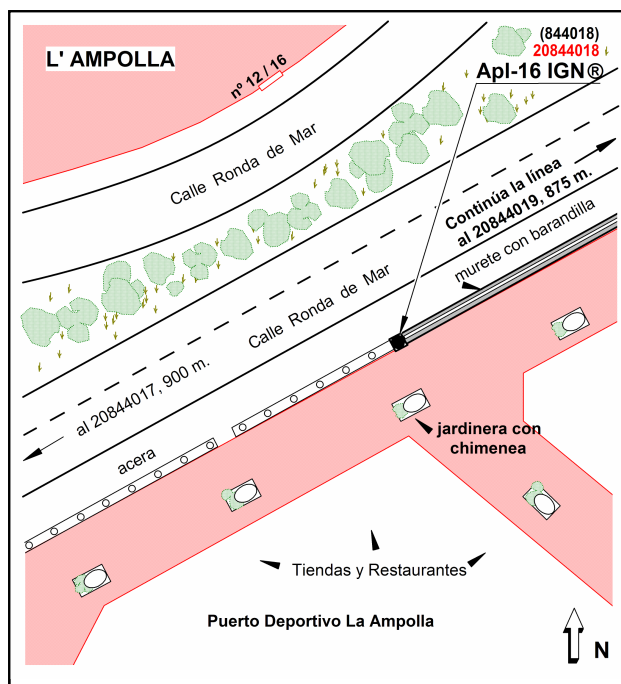 L' AMPOLLA
nº 12 / 16
(844018)
20844018
Apl-16 IGN®
Calle Ronda de Mar
Continúa la línea
al 20844019, 875 m.
murete con barandilla
Calle Ronda de Mar
al 20844017, 900 m.
acera
jardinera con
chimenea
Tiendas y Restaurantes
Puerto Deportivo La Ampolla
N